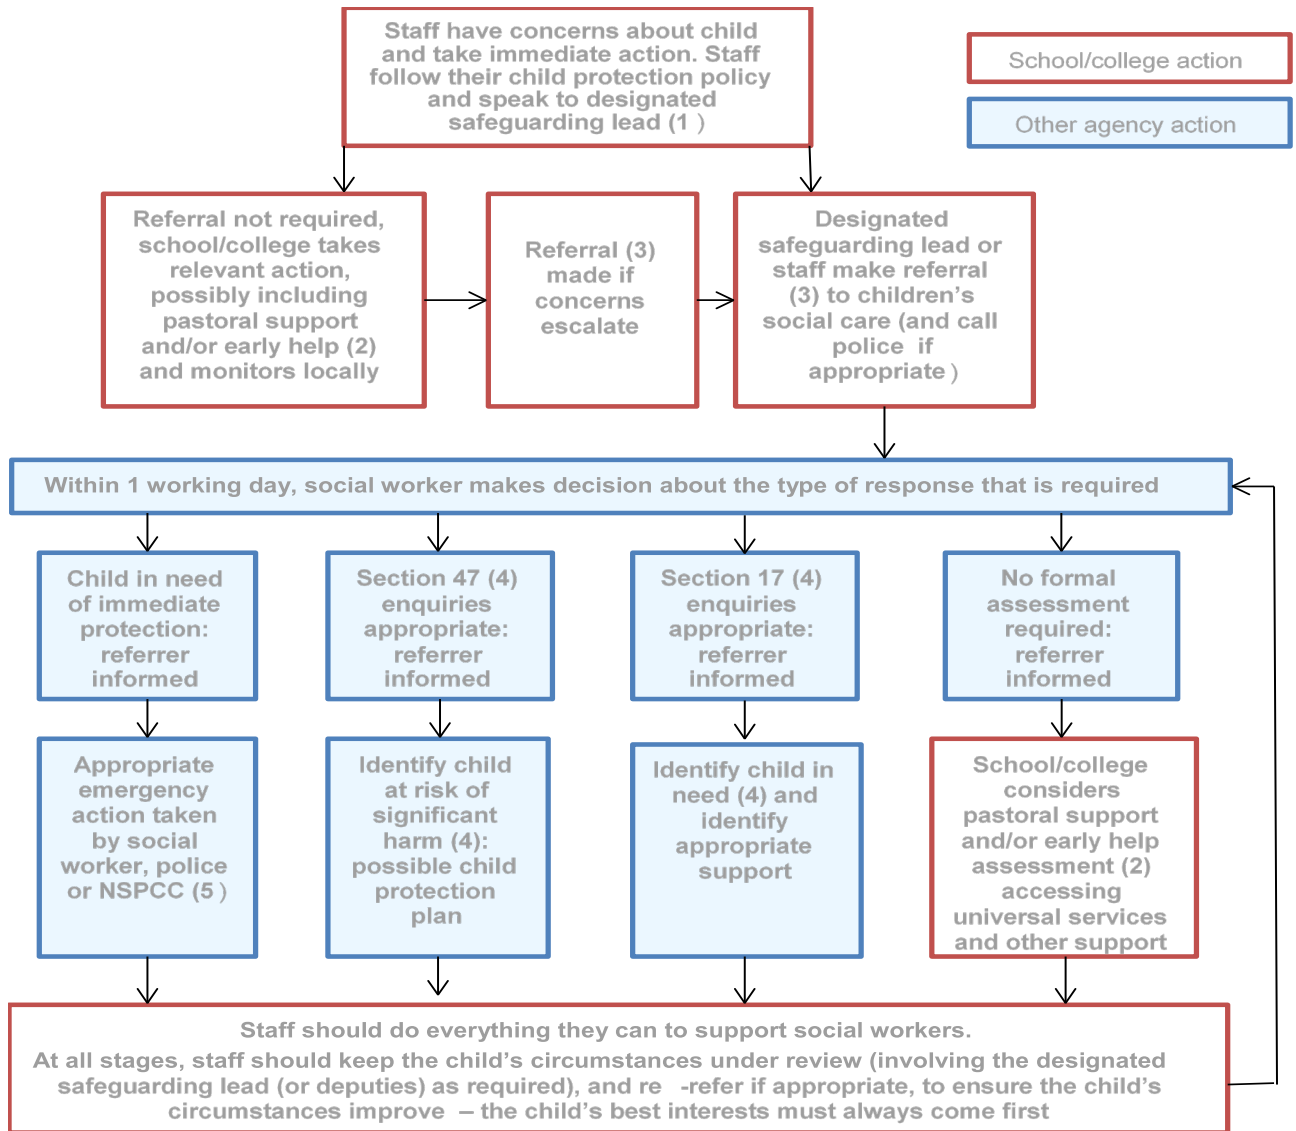 Staff have concerns about child
and take immediate action. Staff
follow their child protection policy
and speak to designated
safeguarding lead (1 )
School/college action
Other agency action
Referral not required,
school/college takes
relevant action,
possibly including
pastoral support
and/or early help (2)
and monitors locally
Referral (3)
made if
concerns
escalate
Designated
safeguarding lead or
staff make referral
(3) to children’s
social care (and call
police if
appropriate )
Within 1 working day, social worker makes decision about the type of response that is required
Child in need
of immediate
protection:
referrer
informed
Section 47 (4)
enquiries
appropriate:
referrer
informed
Section 17 (4)
enquiries
appropriate:
referrer
informed
No formal
assessment
required:
referrer
informed
Appropriate
emergency
action taken
by social
worker, police
or NSPCC (5 )
Identify child
at risk of
significant
harm (4):
possible child
protection
plan
Identify child in
need (4) and
identify
appropriate
support
School/college
considers
pastoral support
and/or early help
assessment (2)
accessing
universal services
and other support
Staff should do everything they can to support social workers.
At all stages, staff should keep the child’s circumstances under review (involving the designated
safeguarding lead (or deputies) as required), and re -refer if appropriate, to ensure the child’s
circumstances improve – the child’s best interests must always come first